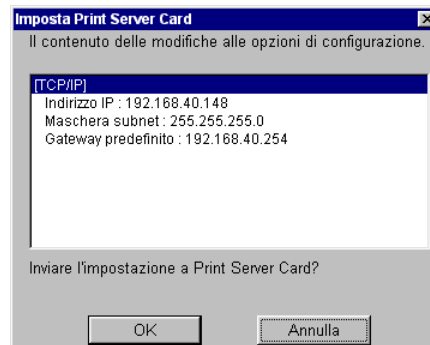 Imposta Print Server Card
Il contenuto delle modifiche alle opzioni di configurazione.
[TCP/IP]
Indirizzo IP : 192.168.40.148
Maschera subnet : 255.255.255.0
Gateway predefinito : 192.168.40.254
Inviare l'impostazione a Print Server Card?
OK
Annulla